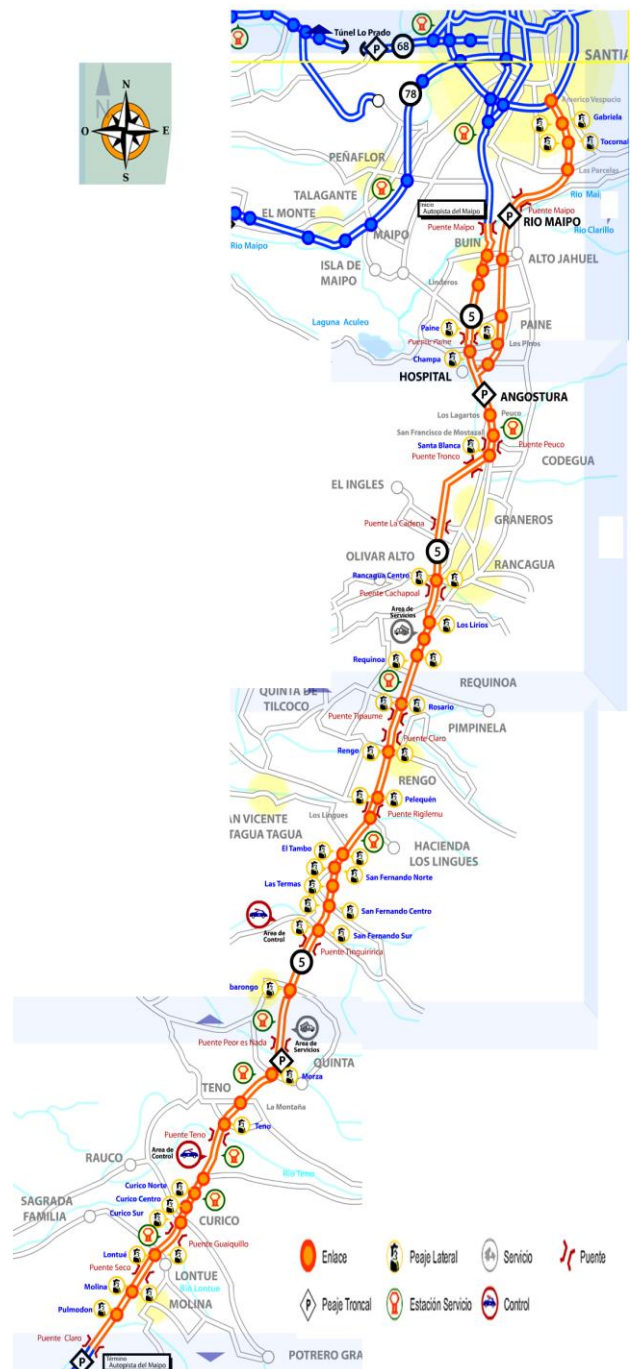 N
N
O
E
S
Túnel Lo Prado
P
68
SANTIA
78
Americo Vespucio
Gabriela
Tocornal
PEÑAFLOR
Las Parcelas
TALAGANTE
EL MONTE
Inicio
Autopista del Maipo
Rio Mai
Puente Maipo
P
RIO MAIPO
Puente Maipo
Rio Clarillo
Rio Maipo
MAIPO
BUIN
ALTO JAHUEL
ISLA DE
MAIPO
Linderos
5
Laguna Aculeo
Paine
PAINE
Puente Paine
Los Pinos
Champa
HOSPITAL
P
ANGOSTURA
Los Lagartos
Peuco
San Francisco de Mostazal
Santa Blanca
Puente Peuco
Puente Tronco
CODEGUA
EL INGLES
GRANEROS
Puente La Cadena
5
OLIVAR ALTO
RANCAGUA
Rancagua Centro
Puente Cachapoal
Area de
Servicios
Los Lirios
Requinoa
REQUINOA
QUINTA DE
TILCOCO
Rosario
Puente Tipaume
PIMPINELA
Puente Claro
Rengo
RENGO
Pelequén
Los Lingues
Puente Rigilemu
AN VICENTE
TAGUA TAGUA
HACIENDA
LOS LINGUES
El Tambo
San Fernando Norte
Las Termas
San Fernando Centro
Area de
Control
San Fernando Sur
Puente Tinguiririca
5
barongo
Puente Peor es Nada
Area de
Servicios
P
QUINTA
Morza
TENO
La Montaña
Teno
Puente Teno
Area de
Control
RAUCO
Rio Teno
Curico Norte
Curico Centro
Curico Sur
SAGRADA
FAMILIA
CURICO
Puente Guaiquillo
Lontué
Puente Seco
LONTUE
Rio Lontue
Molina
MOLINA
Pulmodon
Puente Claro
P
Término
Autopista del Maipo
POTRERO GRA
Enlace
Peaje Lateral
Servicio
Puente
P
Peaje Troncal
Estación Servicio
Control